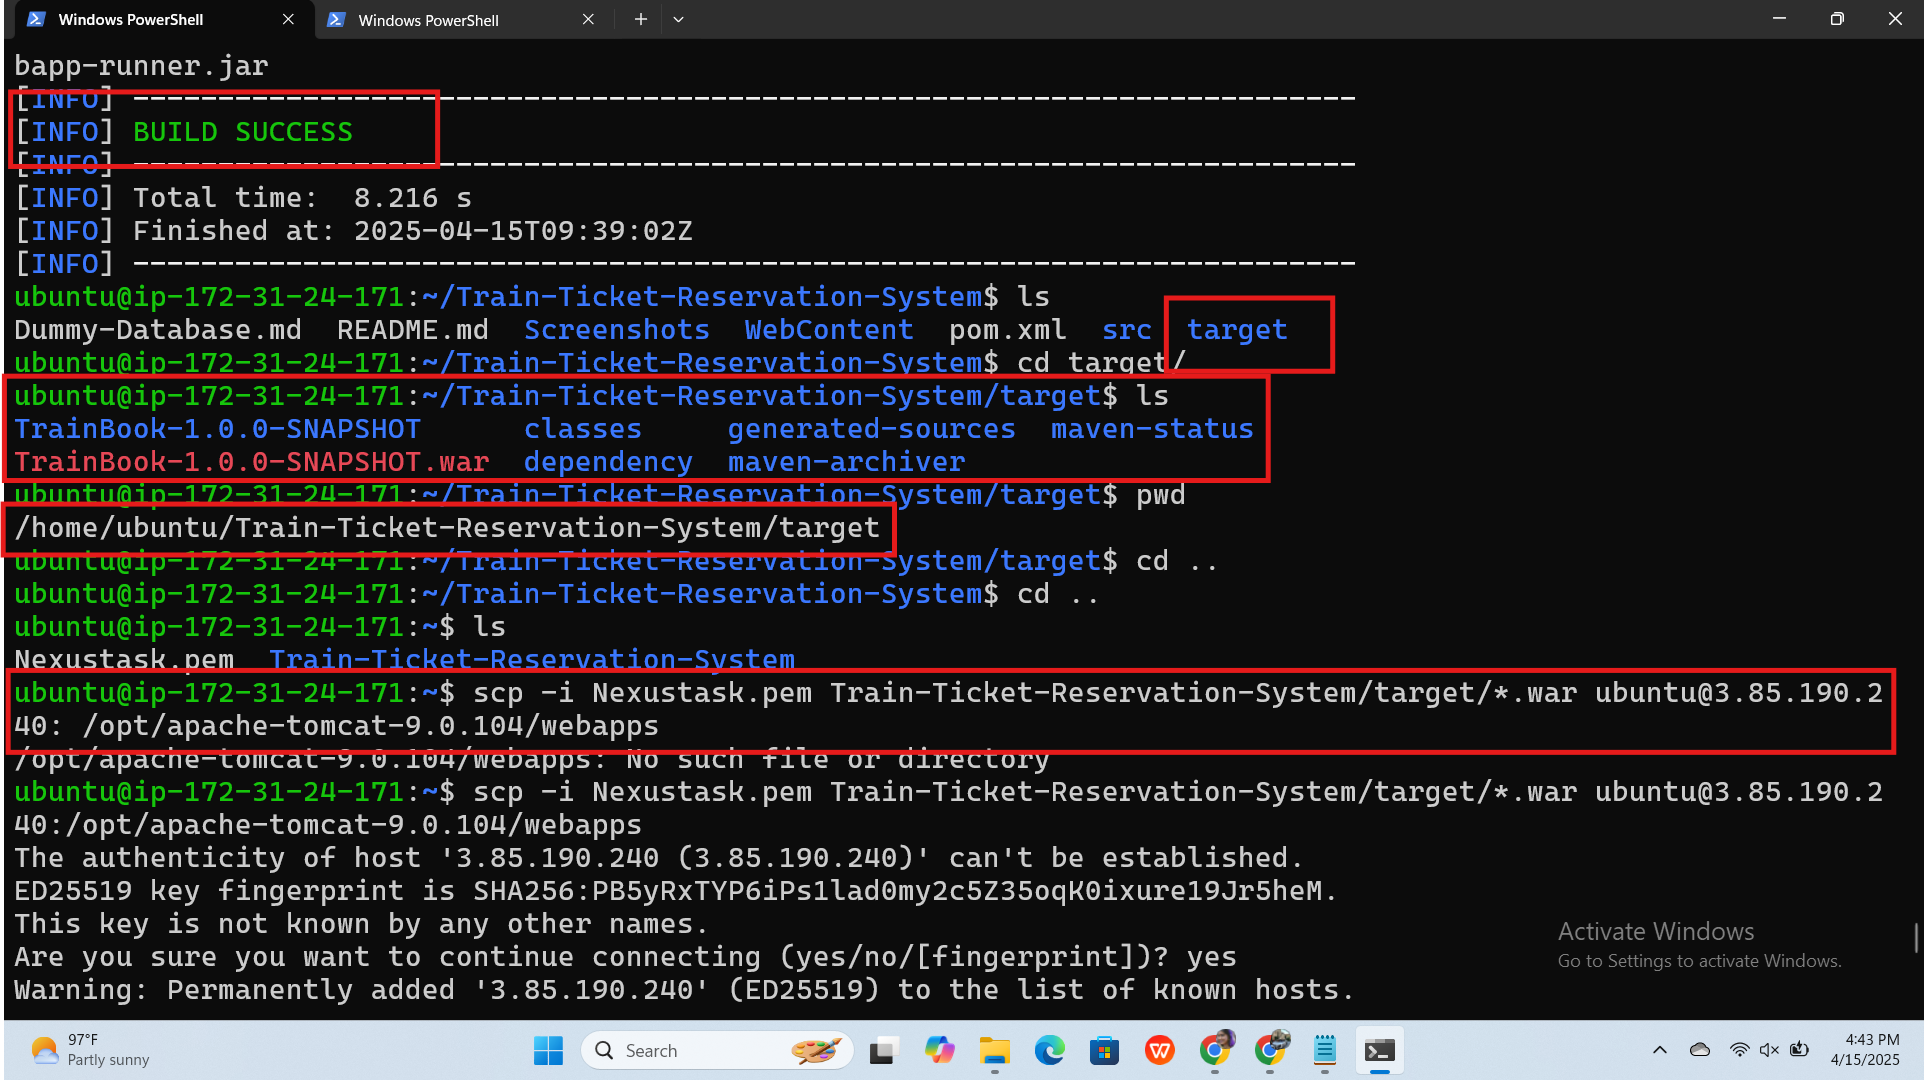 Windows PowerShell
Windows PowerShell
bapp-runner.jar
[INFO] ------------------------------------------------------------------------
[INFO] BUILD SUCCESS
[INFO] ------------------------------------------------------------------------
[INFO] Total time:  8.216 s
[INFO] Finished at: 2025-04-15T09:39:02Z
[INFO] ------------------------------------------------------------------------
ubuntu@ip-172-31-24-171:~/Train-Ticket-Reservation-System$ ls
Dummy-Database.md  README.md  Screenshots  WebContent  pom.xml  src  target
ubuntu@ip-172-31-24-171:~/Train-Ticket-Reservation-System$ cd target/
ubuntu@ip-172-31-24-171:~/Train-Ticket-Reservation-System/target$ ls
TrainBook-1.0.0-SNAPSHOT      classes     generated-sources  maven-status
TrainBook-1.0.0-SNAPSHOT.war  dependency  maven-archiver
ubuntu@ip-172-31-24-171:~/Train-Ticket-Reservation-System/target$ pwd
/home/ubuntu/Train-Ticket-Reservation-System/target
ubuntu@ip-172-31-24-171:~/Train-Ticket-Reservation-System/target$ cd ..
ubuntu@ip-172-31-24-171:~/Train-Ticket-Reservation-System$ cd ..
ubuntu@ip-172-31-24-171:~$ ls
Nexustask.pem  Train-Ticket-Reservation-System
ubuntu@ip-172-31-24-171:~$ scp -i Nexustask.pem Train-Ticket-Reservation-System/target/*.war ubuntu@3.85.190.2
40: /opt/apache-tomcat-9.0.104/webapps
/opt/apache-tomcat-9.0.104/webapps: No such file or directory
ubuntu@ip-172-31-24-171:~$ scp -i Nexustask.pem Train-Ticket-Reservation-System/target/*.war ubuntu@3.85.190.2
40:/opt/apache-tomcat-9.0.104/webapps
The authenticity of host '3.85.190.240 (3.85.190.240)' can't be established.
ED25519 key fingerprint is SHA256:PB5yRxTYP6iPs1lad0my2c5Z35oqK0ixure19Jr5heM.
This key is not known by any other names.
Are you sure you want to continue connecting (yes/no/[fingerprint])? yes
Warning: Permanently added '3.85.190.240' (ED25519) to the list of known hosts.
Activate Windows
Go to Settings to activate Windows.
97°F
Partly sunny
Search
4:43 PM
4/15/2025